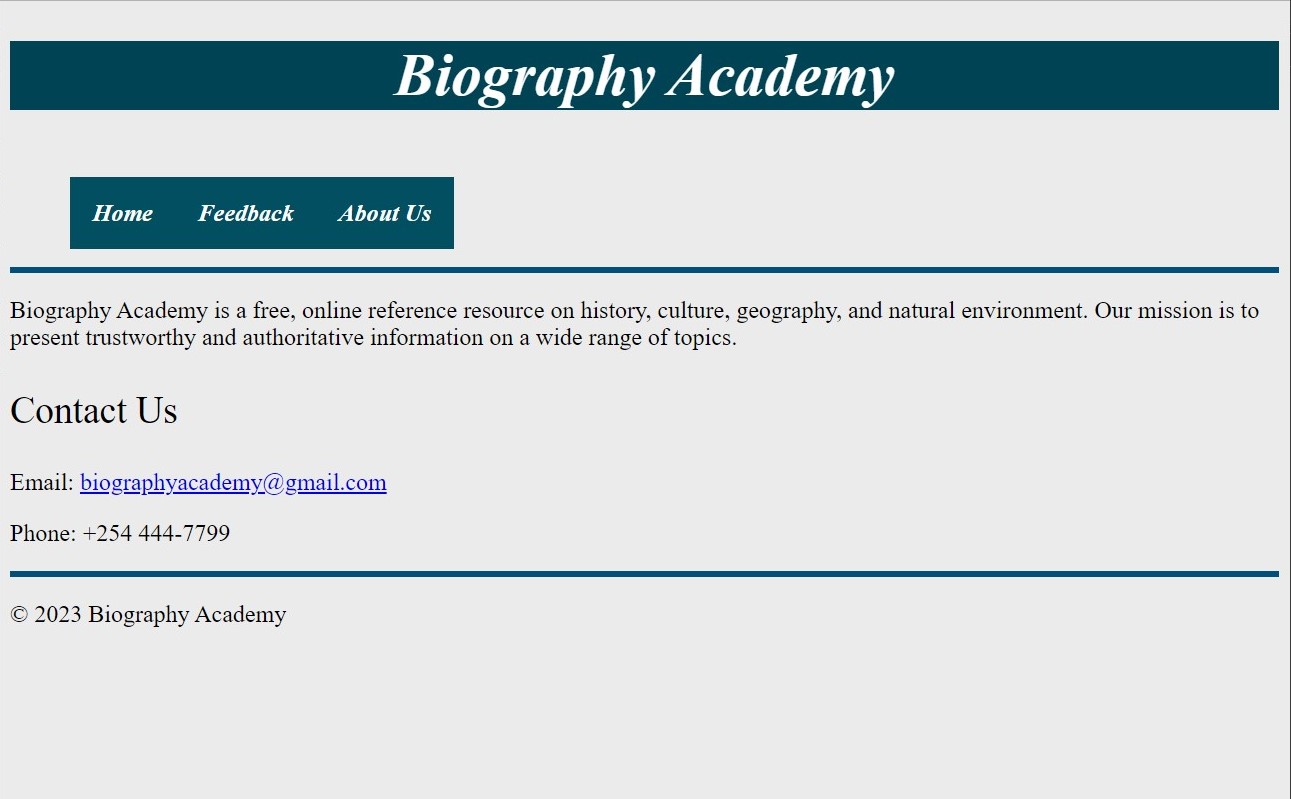 Biography Academy
Home Feedback About Us
Biography Academy is a free, online reference resource on history, culture, geography, and natural environment. Our mission is to
present trustworthy and authoritative information on a wide range of topics.
Contact Us
Email: biographyacademy@gmail.com
Phone: +254 444-7799
© 2023 Biography Academy